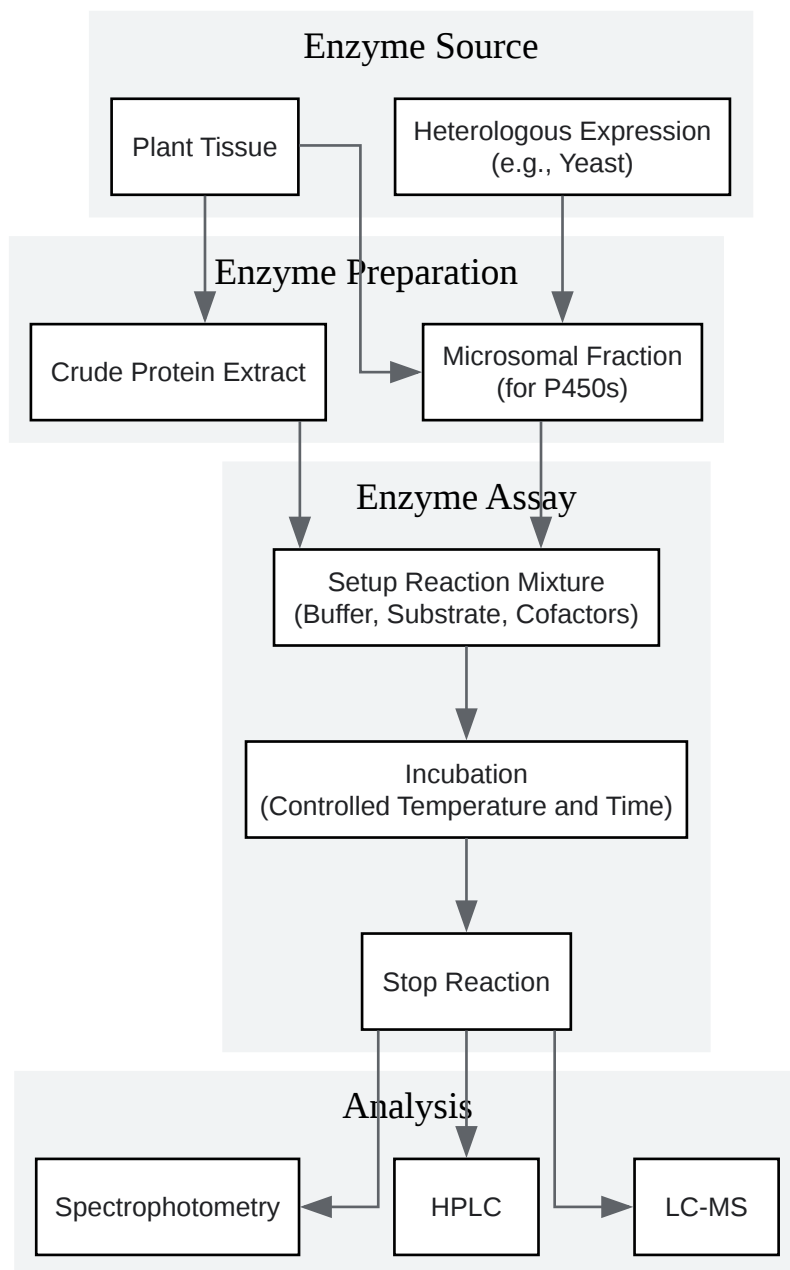 Enzyme Source
Plant Tissue
Heterologous Expression
(e.g., Yeast)
Enzyme Preparation
Crude Protein Extract
Microsomal Fraction
(for P450s)
Enzyme Assay
Setup Reaction Mixture
(Buffer, Substrate, Cofactors)
Incubation
(Controlled Temperature and Time)
Stop Reaction
Analysis
Spectrophotometry
HPLC
LC-MS